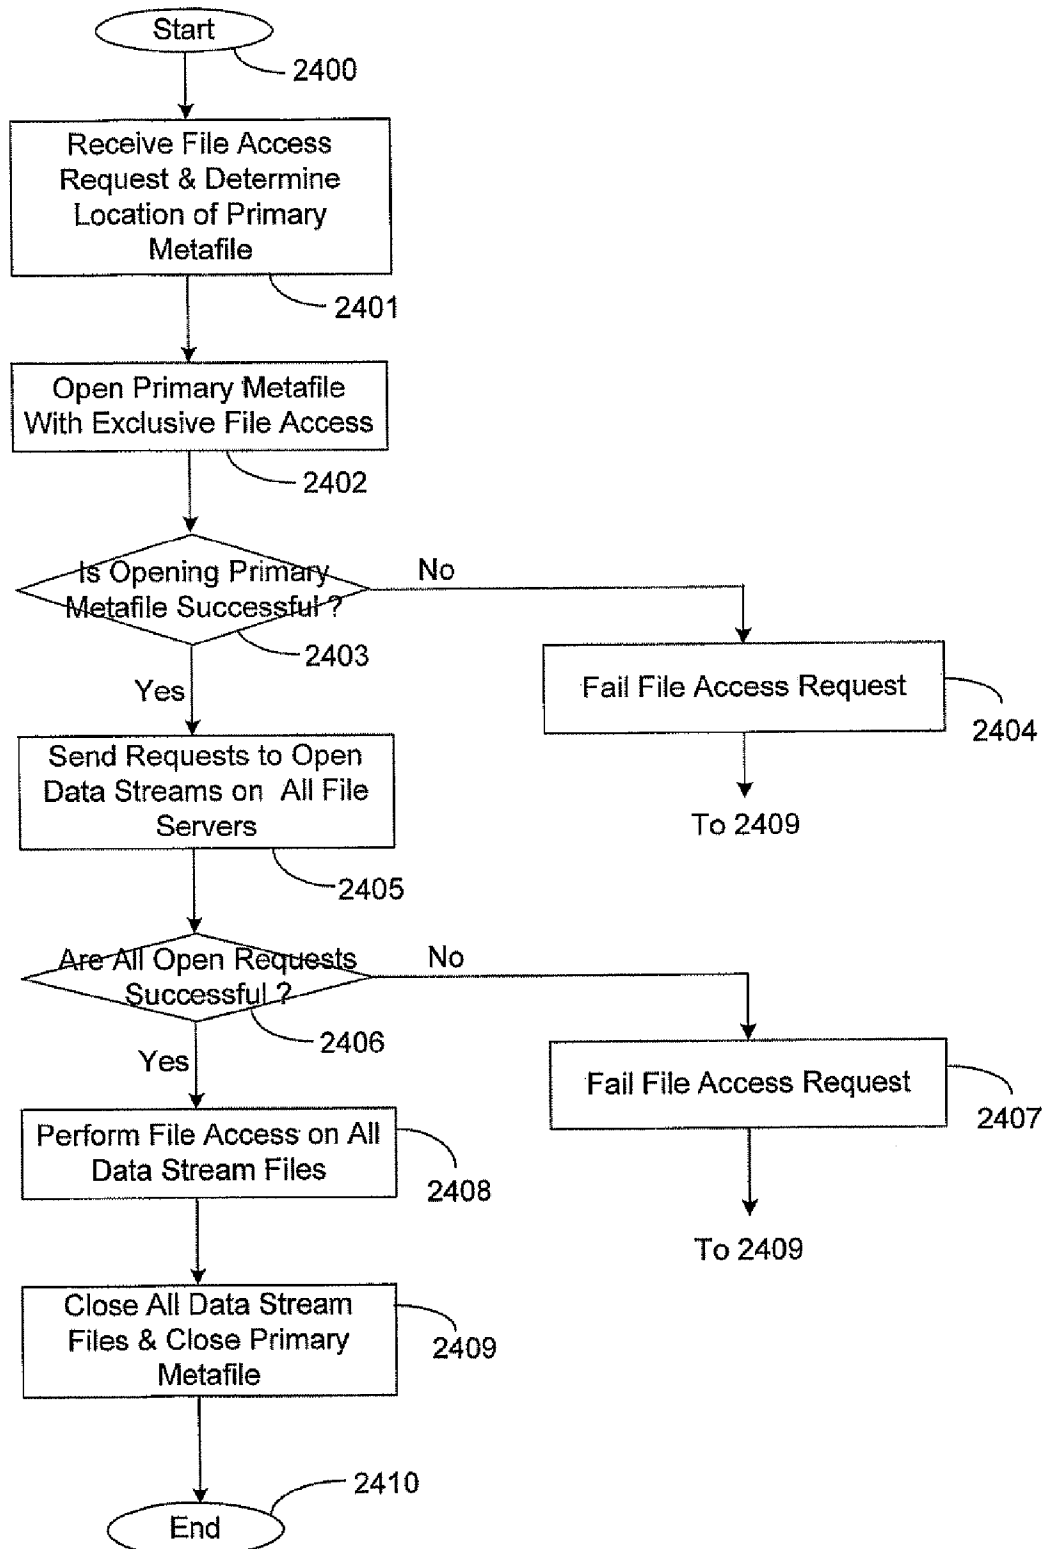 Start
2400
Receive File Access
Request & Determine
Location of Primary
Metafile
2401
Open Primary Metafile
With Exclusive File Access
2402
Is Opening Primary
Metafile Successful ?
No
2403
Yes
Fail File Access Request
2404
To 2409
Send Requests to Open
Data Streams on All File
Servers
2405
Are All Open Requests
Successful ?
No
2406
Yes
Fail File Access Request
2407
To 2409
Perform File Access on All
Data Stream Files
2408
Close All Data Stream
Files & Close Primary
Metafile
2409
2410
End